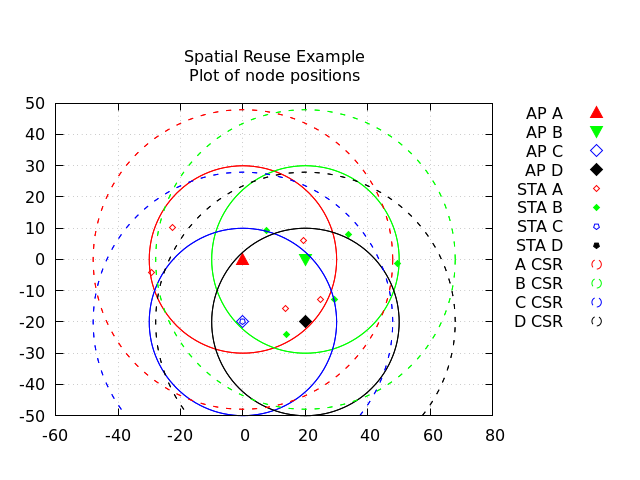 Spatial Reuse Example
Plot of node positions
50
40
30
20
10
0
-10
-20
-30
-40
-50
-60
-40
-20
0
20
40
60
80
AP A
AP B
AP C
AP D
STA A
STA B
STA C
STA D
A CSR
B CSR
C CSR
D CSR